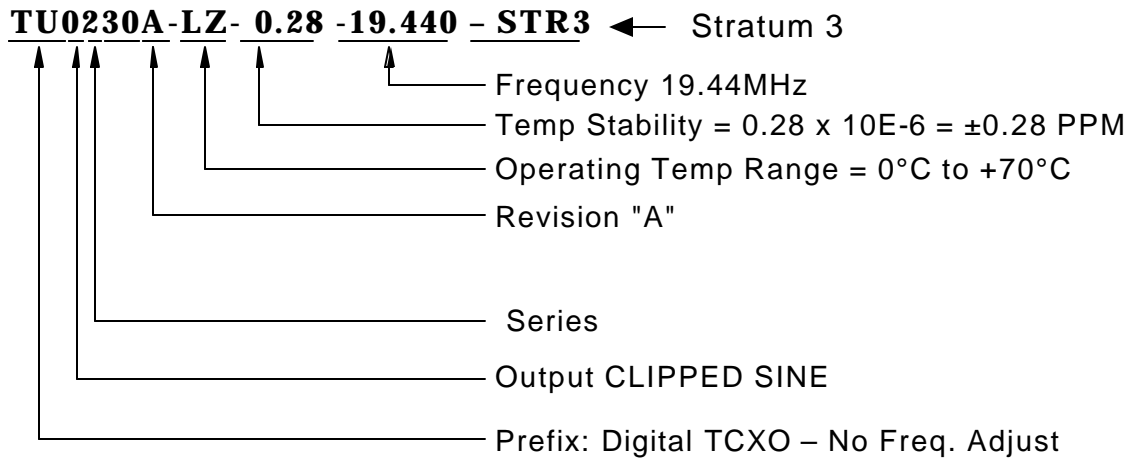 TU0230A-LZ- 0.28 -19.440 – STR3 Stratum 3
Frequency 19.44MHz
Temp Stability = 0.28 x 10E-6 = ±0.28 PPM
Operating Temp Range = 0°C to +70°C
Revision "A"
Series
Output CLIPPED SINE
Prefix: Digital TCXO – No Freq. Adjust